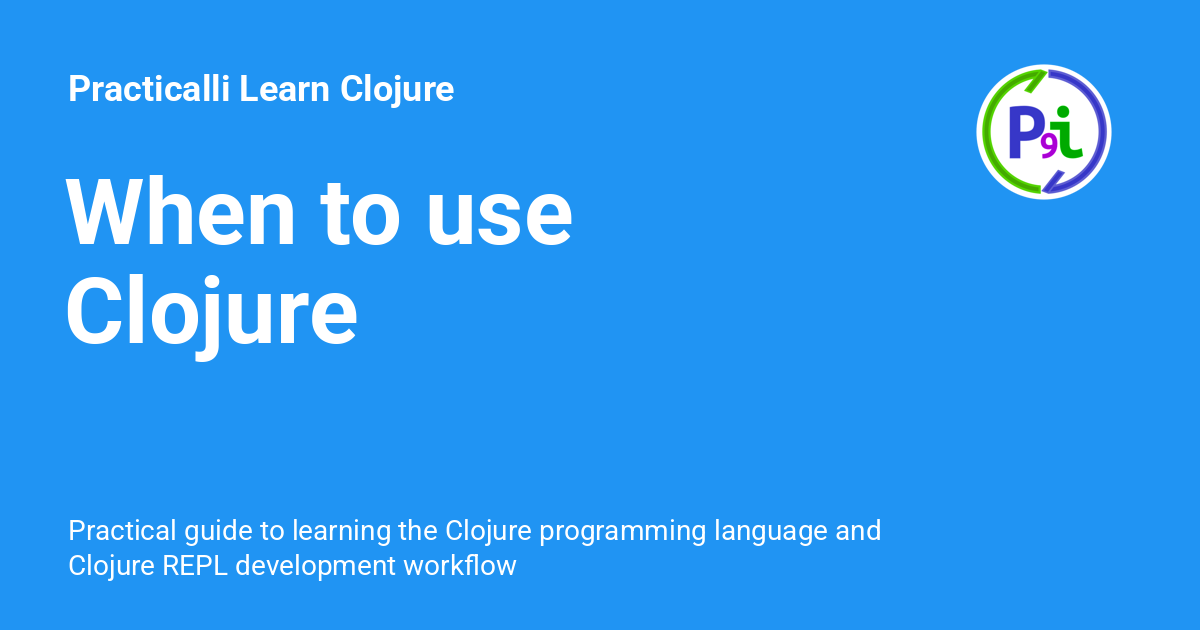 Practicalli Learn Clojure
P9i
When to use
Clojure
Practical guide to learning the Clojure programming language and
Clojure REPL development workflow